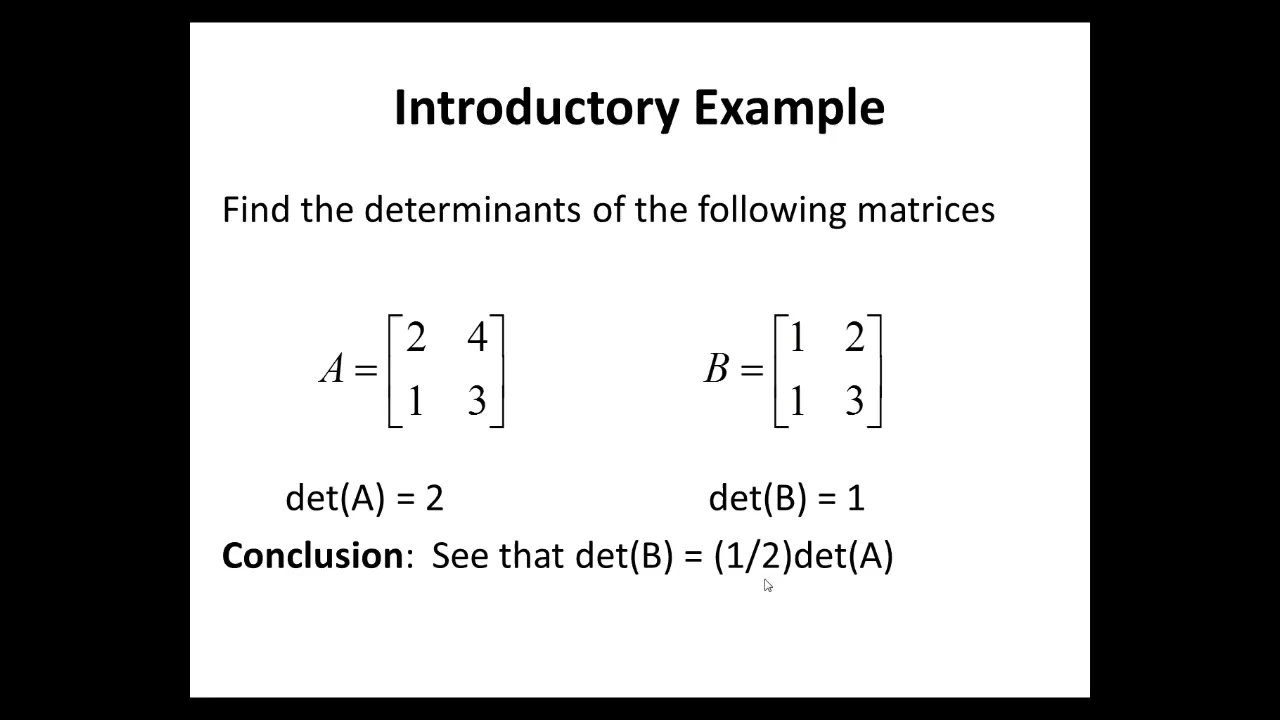 Introductory Example
Find the determinants of the following matrices
A = [2 4; 1 3] B = [1 2; 1 3]
det(A) = 2 det(B) = 1
Conclusion: See that det(B) = (1/2)det(A)